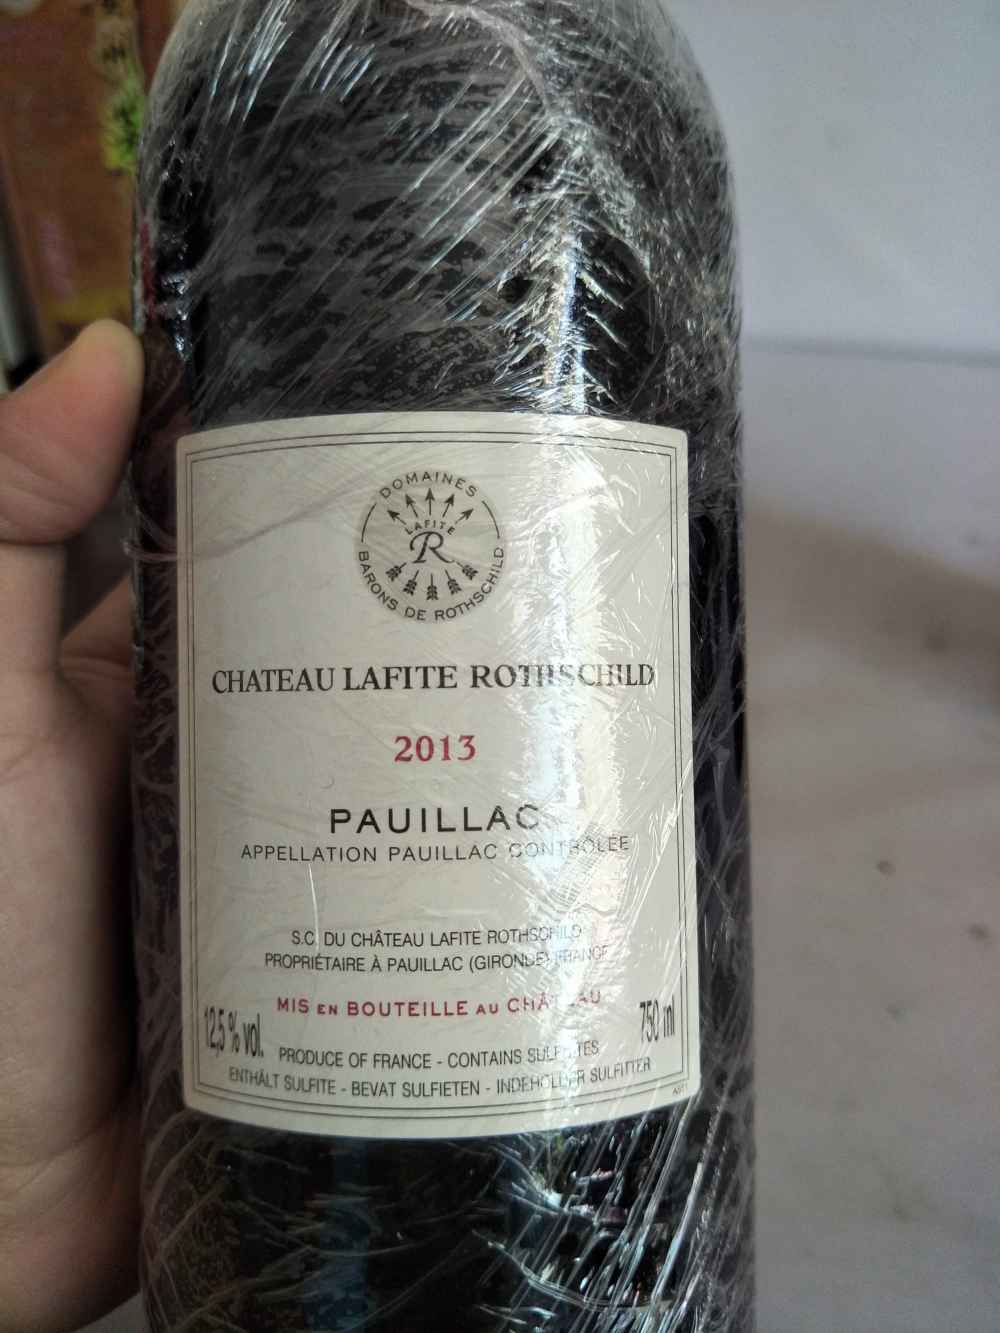 DOMAINES
LAFITE
R
BARONS DE ROTHSCHILD
CHATEAU LAFITE ROTHSCHILD
2013
PAUILLAC
APPELLATION PAUILLAC CONTRÔLÉE
S.C. DU CHÂTEAU LAFITE ROTHSCHILD
PROPRIÉTAIRE À PAUILLAC (GIRONDE) FRANCE
MIS EN BOUTEILLE AU CHÂTEAU
12,5 % vol. 750 ml
PRODUCE OF FRANCE - CONTAINS SULFITES
ENTHÄLT SULFITE - BEVAT SULFIETEN - INDEHOLDER SULFITTER